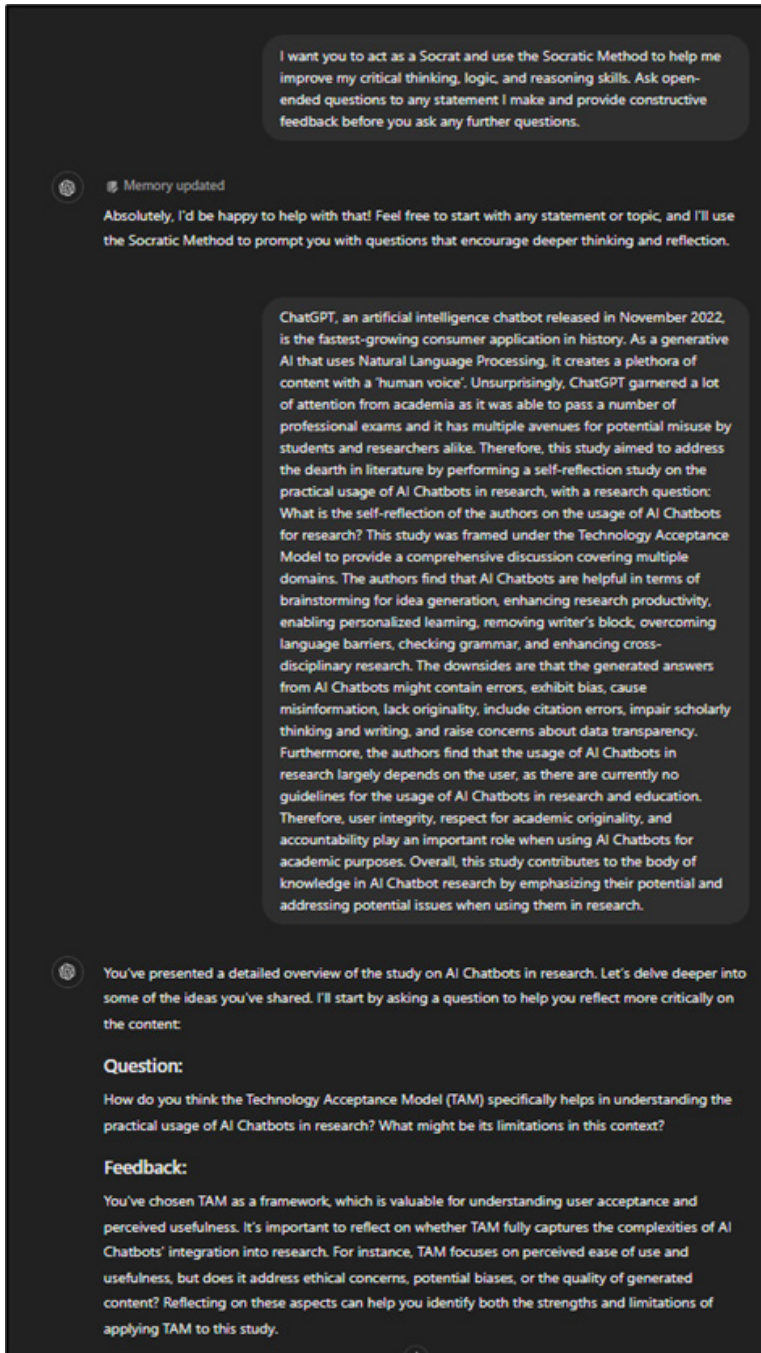 I want you to act as a Socrat and use the Socratic Method to help me
improve my critical thinking, logic, and reasoning skills. Ask open-
ended questions to any statement I make and provide constructive
feedback before you ask any further questions.
Memory updated
Absolutely, I'd be happy to help with that! Feel free to start with any statement or topic, and I'll use
the Socratic Method to prompt you with questions that encourage deeper thinking and reflection.
ChatGPT, an artificial intelligence chatbot released in November 2022,
is the fastest-growing consumer application in history. As a generative
AI that uses Natural Language Processing, it creates a plethora of
content with a 'human voice'. Unsurprisingly, ChatGPT garnered a lot
of attention from academia as it was able to pass a number of
professional exams and it has multiple avenues for potential misuse by
students and researchers alike. Therefore, this study aimed to address
the dearth in literature by performing a self-reflection study on the
practical usage of AI Chatbots in research, with a research question:
What is the self-reflection of the authors on the usage of AI Chatbots
for research? This study was framed under the Technology Acceptance
Model to provide a comprehensive discussion covering multiple
domains. The authors find that AI Chatbots are helpful in terms of
brainstorming for idea generation, enhancing research productivity,
enabling personalized learning, removing writer's block, overcoming
language barriers, checking grammar, and enhancing cross-
disciplinary research. The downsides are that the generated answers
from AI Chatbots might contain errors, exhibit bias, cause
misinformation, lack originality, include citation errors, impair scholarly
thinking and writing, and raise concerns about data transparency.
Furthermore, the authors find that the usage of AI Chatbots in
research largely depends on the user, as there are currently no
guidelines for the usage of AI Chatbots in research and education.
Therefore, user integrity, respect for academic originality, and
accountability play an important role when using AI Chatbots for
academic purposes. Overall, this study contributes to the body of
knowledge in AI Chatbot research by emphasizing their potential and
addressing potential issues when using them in research.
You've presented a detailed overview of the study on AI Chatbots in research. Let's delve deeper into
some of the ideas you've shared. I'll start by asking a question to help you reflect more critically on
the content:
Question:
How do you think the Technology Acceptance Model (TAM) specifically helps in understanding the
practical usage of AI Chatbots in research? What might be its limitations in this context?
Feedback:
You've chosen TAM as a framework, which is valuable for understanding user acceptance and
perceived usefulness. It's important to reflect on whether TAM fully captures the complexities of AI
Chatbots' integration into research. For instance, TAM focuses on perceived ease of use and
usefulness, but does it address ethical concerns, potential biases, or the quality of generated
content? Reflecting on these aspects can help you identify both the strengths and limitations of
applying TAM to this study.